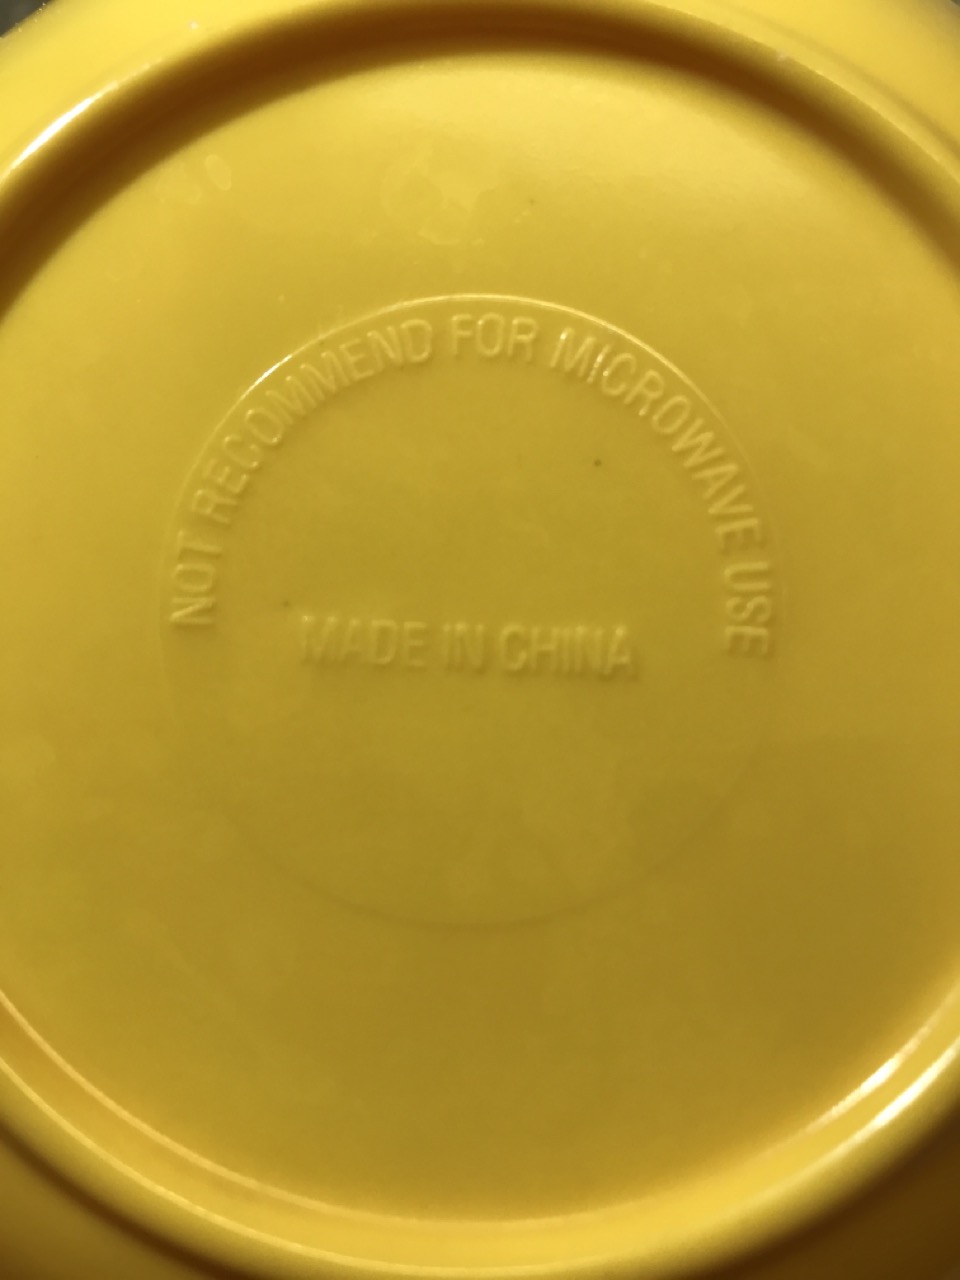 NOT RECOMMEND FOR MICROWAVE USE
MADE IN CHINA